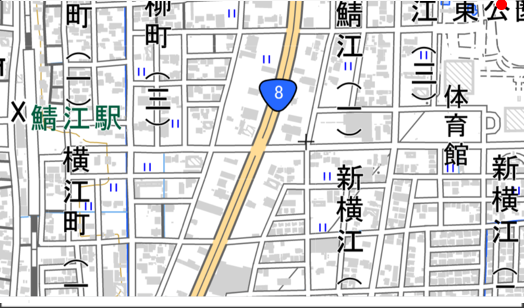 町(二)
柳町(三)
鯖江(一)
江(三)
東公園
8
体育館
鯖江駅
横江町(一
新横江(
新横江(二